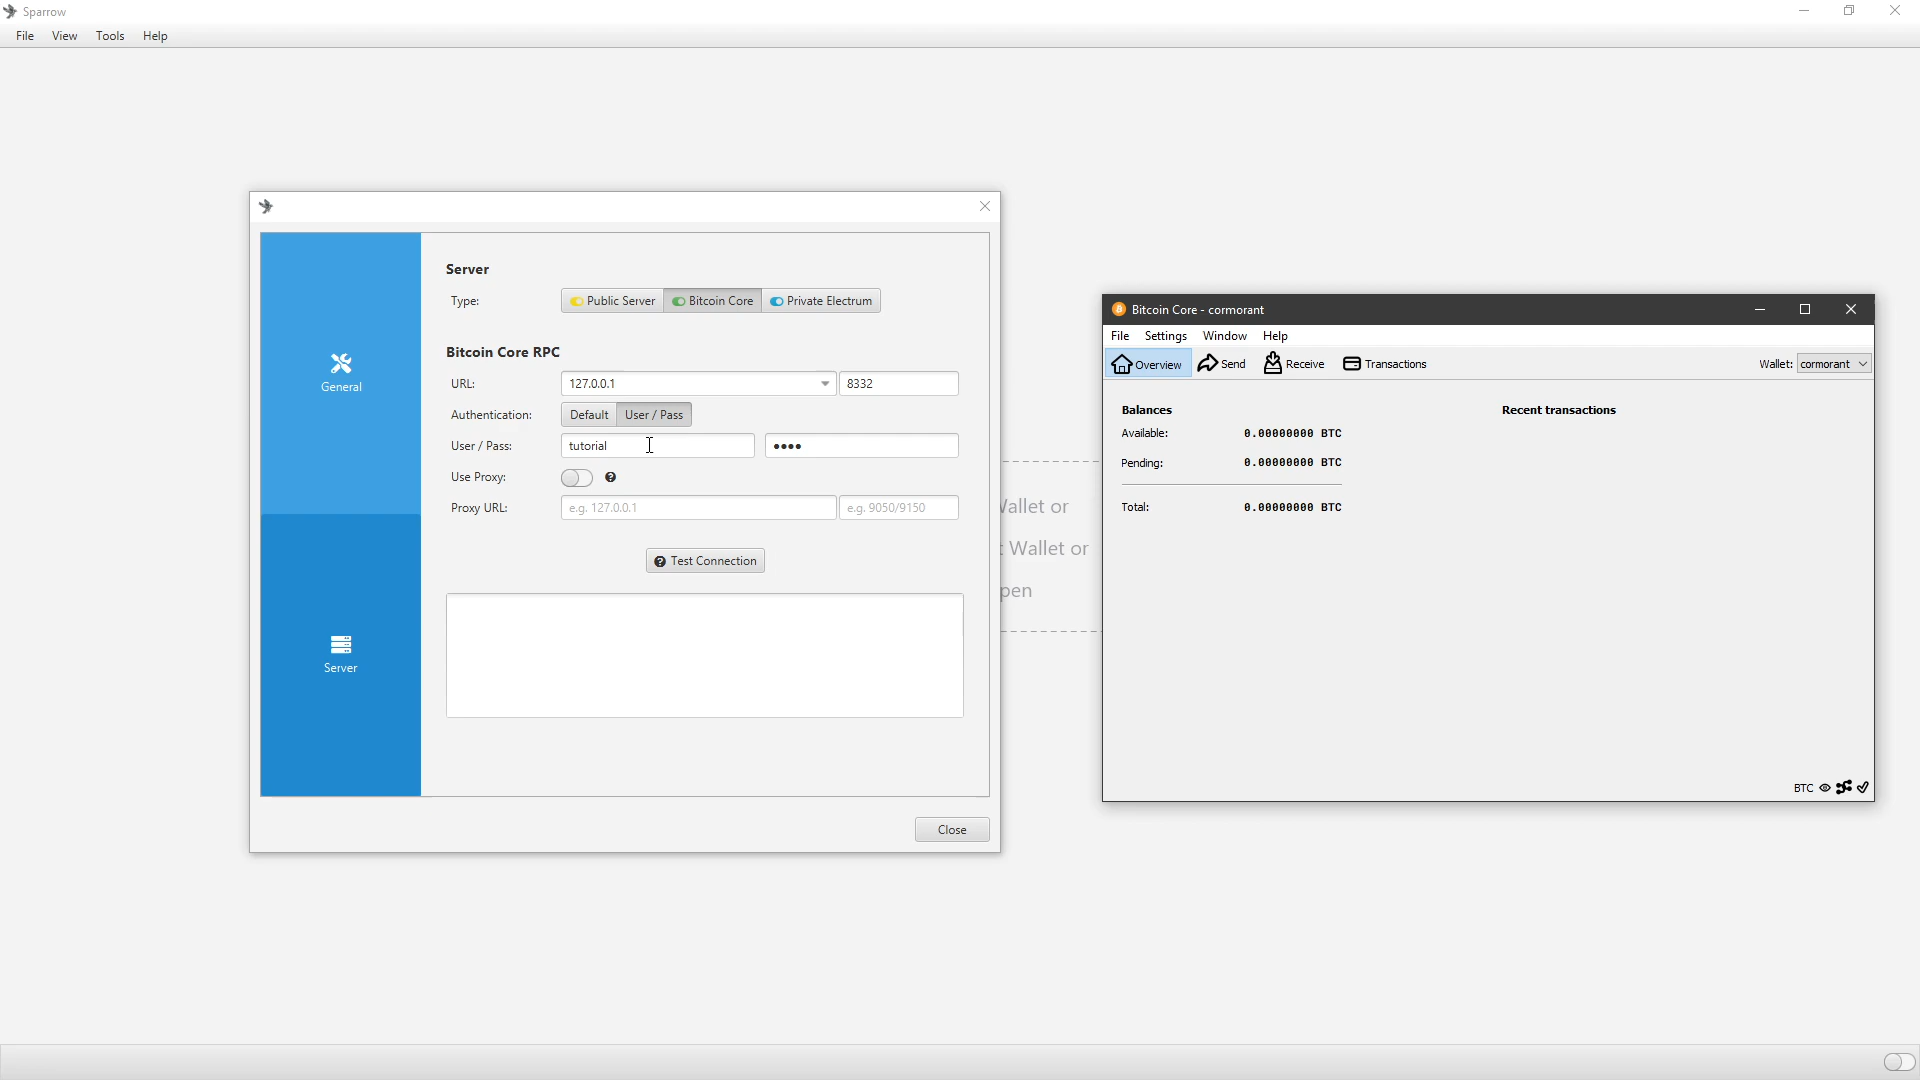 Sparrow
File View Tools Help
Server
Type: Public Server Bitcoin Core Private Electrum
Bitcoin Core RPC
URL: 127.0.0.1 8332
Authentication: Default User / Pass
User / Pass: tutorial ••••
Use Proxy:
Proxy URL: e.g. 127.0.0.1 e.g. 9050/9150
Test Connection
General
Server
Close
Wallet or
Wallet or
pen
Bitcoin Core - cormorant
File Settings Window Help
Overview Send Receive Transactions Wallet: cormorant
Balances Recent transactions
Available: 0.00000000 BTC
Pending: 0.00000000 BTC
Total: 0.00000000 BTC
BTC